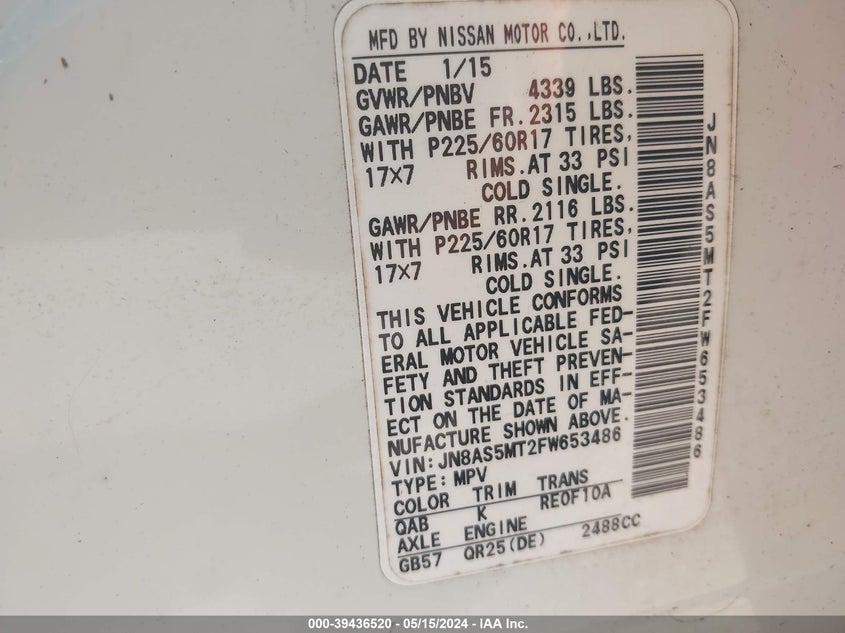 MFD BY NISSAN MOTOR CO.,LTD.
DATE 1/15
GVWR/PNBV 4339 LBS.
GAWR/PNBE FR. 2315 LBS.
WITH P225/60R17 TIRES,
17×7 RIMS.AT 33 PSI
COLD SINGLE.
GAWR/PNBE RR. 2116 LBS.
WITH P225/60R17 TIRES,
17×7 RIMS.AT 33 PSI
COLD SINGLE.
THIS VEHICLE CONFORMS
TO ALL APPLICABLE FED-
ERAL MOTOR VEHICLE SA-
FETY AND THEFT PREVEN-
TION STANDARDS IN EFF-
ECT ON THE DATE OF MA-
NUFACTURE SHOWN ABOVE.
VIN: JN8AS5MT2FW653486
TYPE: MPV
COLOR TRIM TRANS
QAB K RE0F10A
AXLE ENGINE
GB57 QR25(DE) 2488CC
JN8AS5MT2FW653486
000-39436520 - 05/15/2024 - IAA Inc.